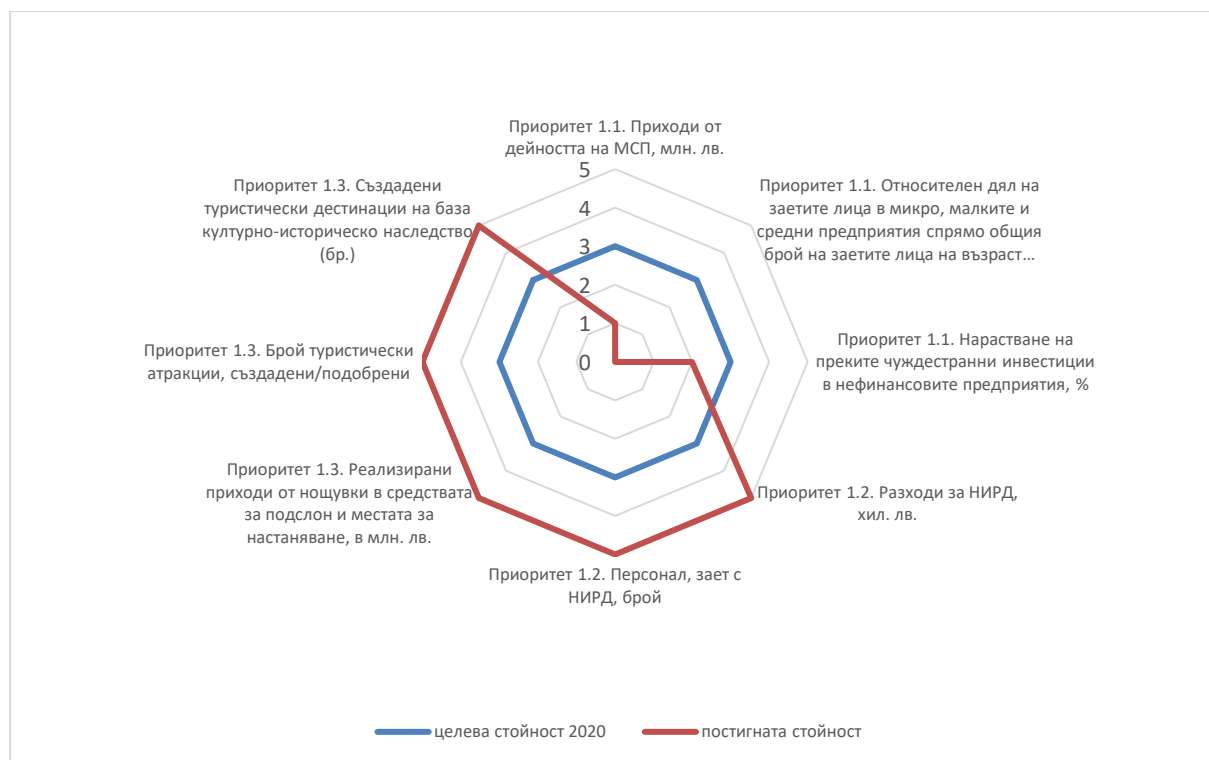 Приоритет 1.1. Приходи от
дейността на МСП, млн. лв.
Приоритет 1.1. Относителен дял на
заетите лица в микро, малките и
средни предприятия спрямо общия
брой на заетите лица на възраст…
Приоритет 1.1. Нарастване на
преките чуждестранни инвестиции
в нефинансовите предприятия, %
Приоритет 1.2. Разходи за НИРД,
хил. лв.
Приоритет 1.2. Персонал, зает с
НИРД, брой
Приоритет 1.3. Реализирани
приходи от нощувки в средствата
за подслон и местата за
настаняване, в млн. лв.
Приоритет 1.3. Брой туристически
атракции, създадени/подобрени
Приоритет 1.3. Създадени
туристически дестинации на база
културно-историческо наследство
(бр.)
5
4
3
2
1
0
целева стойност 2020
постигната стойност